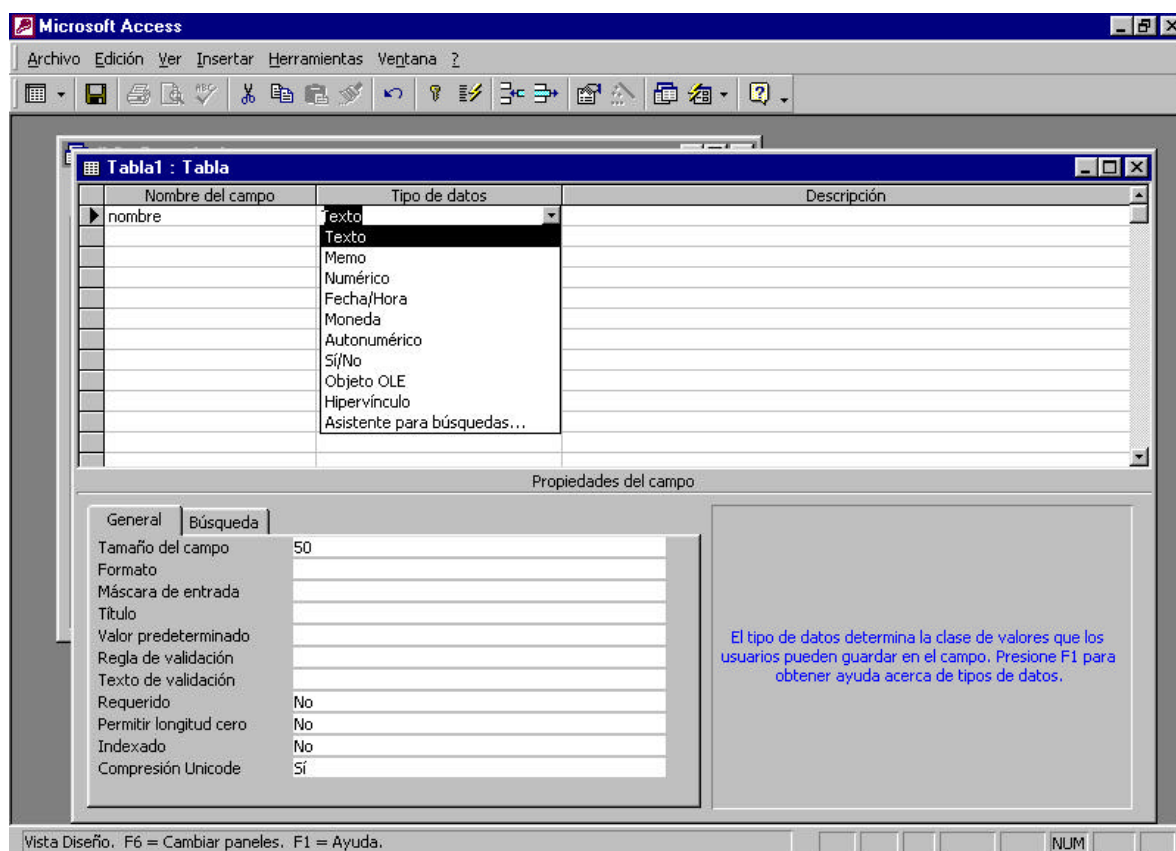 Microsoft Access
Archivo Edición Ver Insertar Herramientas Ventana ?
Tabla1 : Tabla
Nombre del campo Tipo de datos Descripción
nombre Texto
Texto
Memo
Numérico
Fecha/Hora
Moneda
Autonumérico
Sí/No
Objeto OLE
Hipervínculo
Asistente para búsquedas...
Propiedades del campo
General Búsqueda
Tamaño del campo 50
Formato
Máscara de entrada
Título
Valor predeterminado
Regla de validación
Texto de validación
Requerido No
Permitir longitud cero No
Indexado No
Compresión Unicode Sí
El tipo de datos determina la clase de valores que los
usuarios pueden guardar en el campo. Presione F1 para
obtener ayuda acerca de tipos de datos.
Vista Diseño. F6 = Cambiar paneles. F1 = Ayuda. NUM